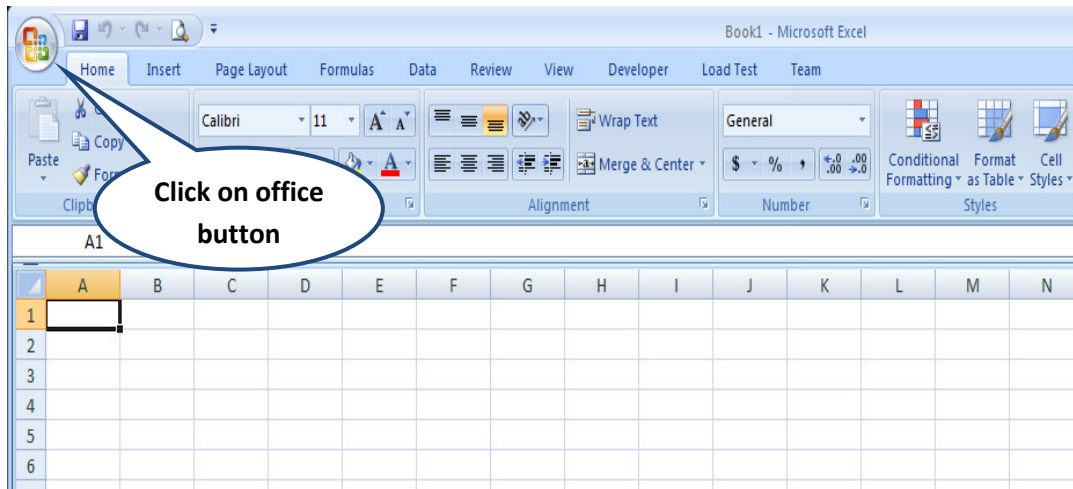 Book1 - Microsoft Excel
Home Insert Page Layout Formulas Data Review View Developer Load Test Team
Calibri 11 A A Wrap Text General
Copy
Paste Merge & Center $ % , .0 .00 .00 .0 Conditional Format Cell
Formatting as Table Styles
Alignment Number Styles
Click on office
button
A1
A B C D E F G H I J K L M N
1
2
3
4
5
6